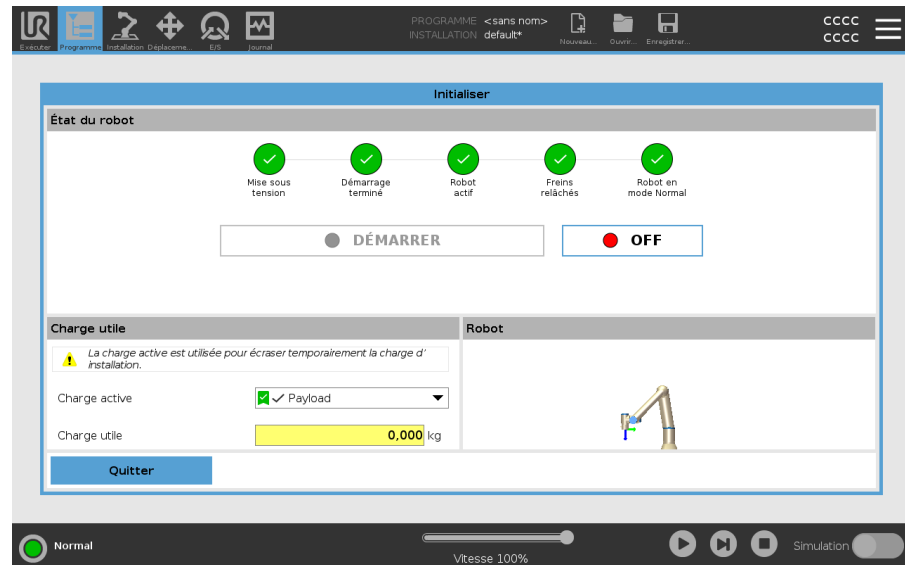 PROGRAMME <sans nom>
INSTALLATION default*
cccc
cccc
Exécuter
Programme
Installation
Déplaceme...
E/S
Journal
Nouveau...
Ouvrir...
Enregistrer...
Initialiser
État du robot
Mise sous
tension
Démarrage
terminé
Robot
actif
Freins
relâchés
Robot en
mode Normal
DÉMARRER
OFF
Charge utile
Robot
La charge active est utilisée pour écraser temporairement la charge d'
installation.
Charge active
Payload
Charge utile
0,000 kg
Quitter
Normal
Vitesse 100%
Simulation